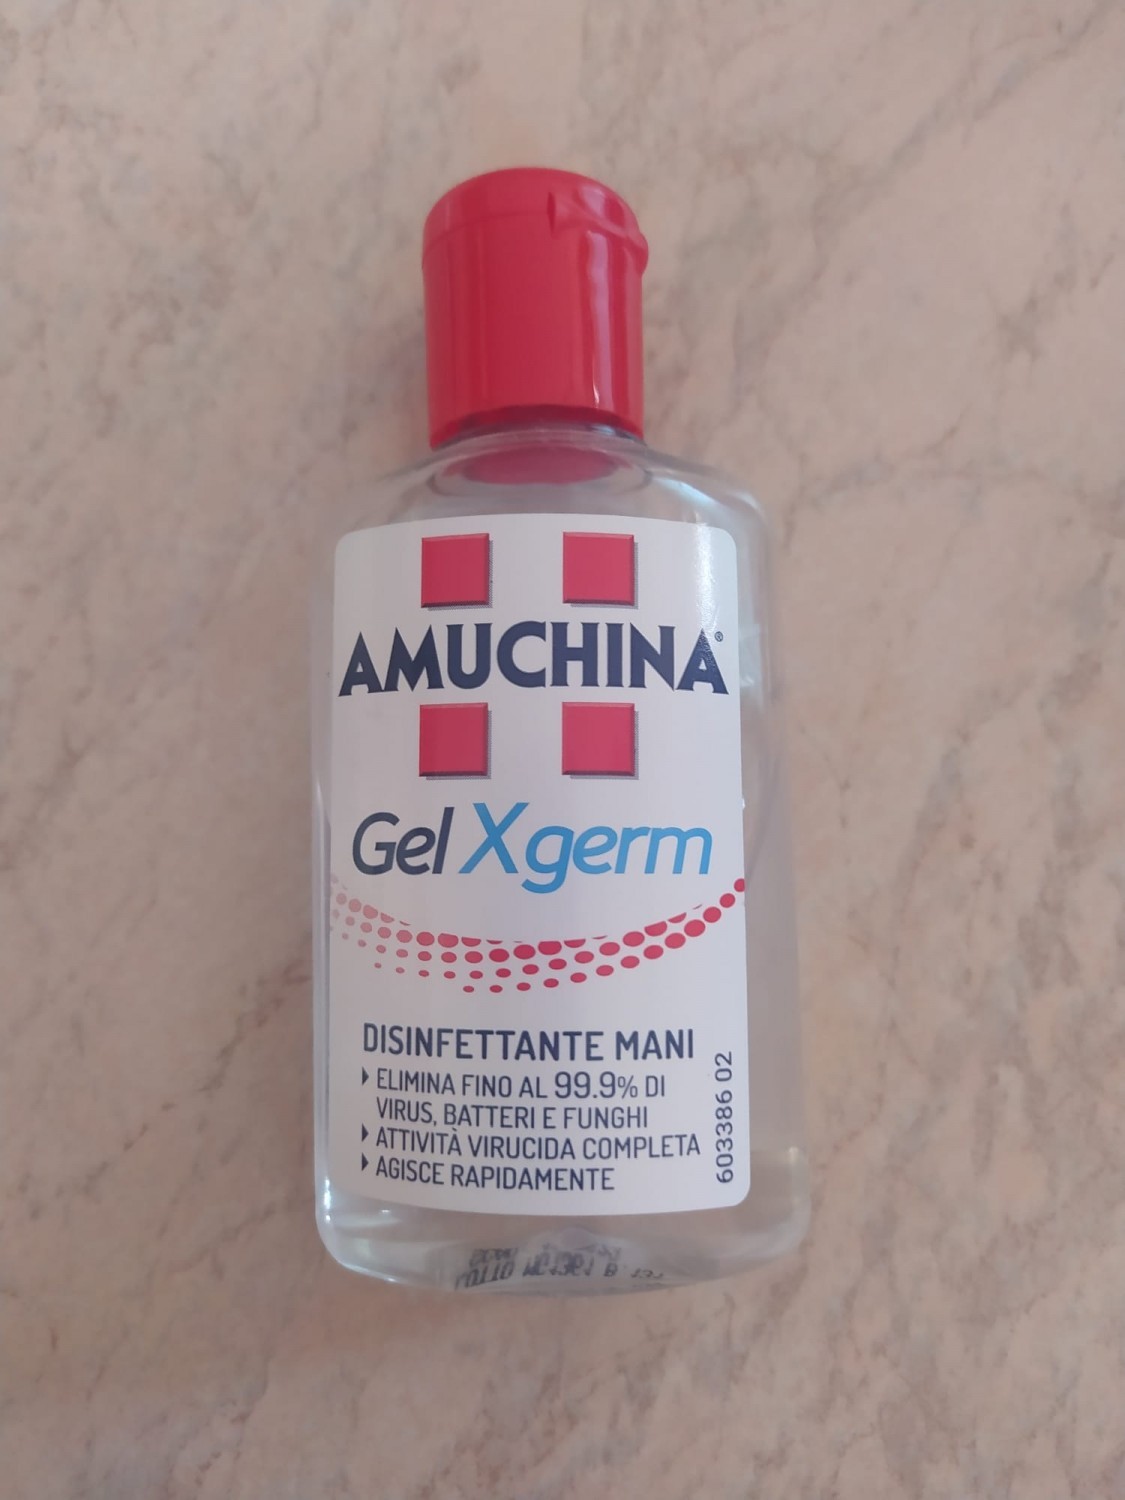 AMUCHINA®
Gel Xgerm
DISINFETTANTE MANI
ELIMINA FINO AL 99.9% DI
VIRUS, BATTERI E FUNGHI
ATTIVITÀ VIRUCIDA COMPLETA
AGISCE RAPIDAMENTE
603386 02